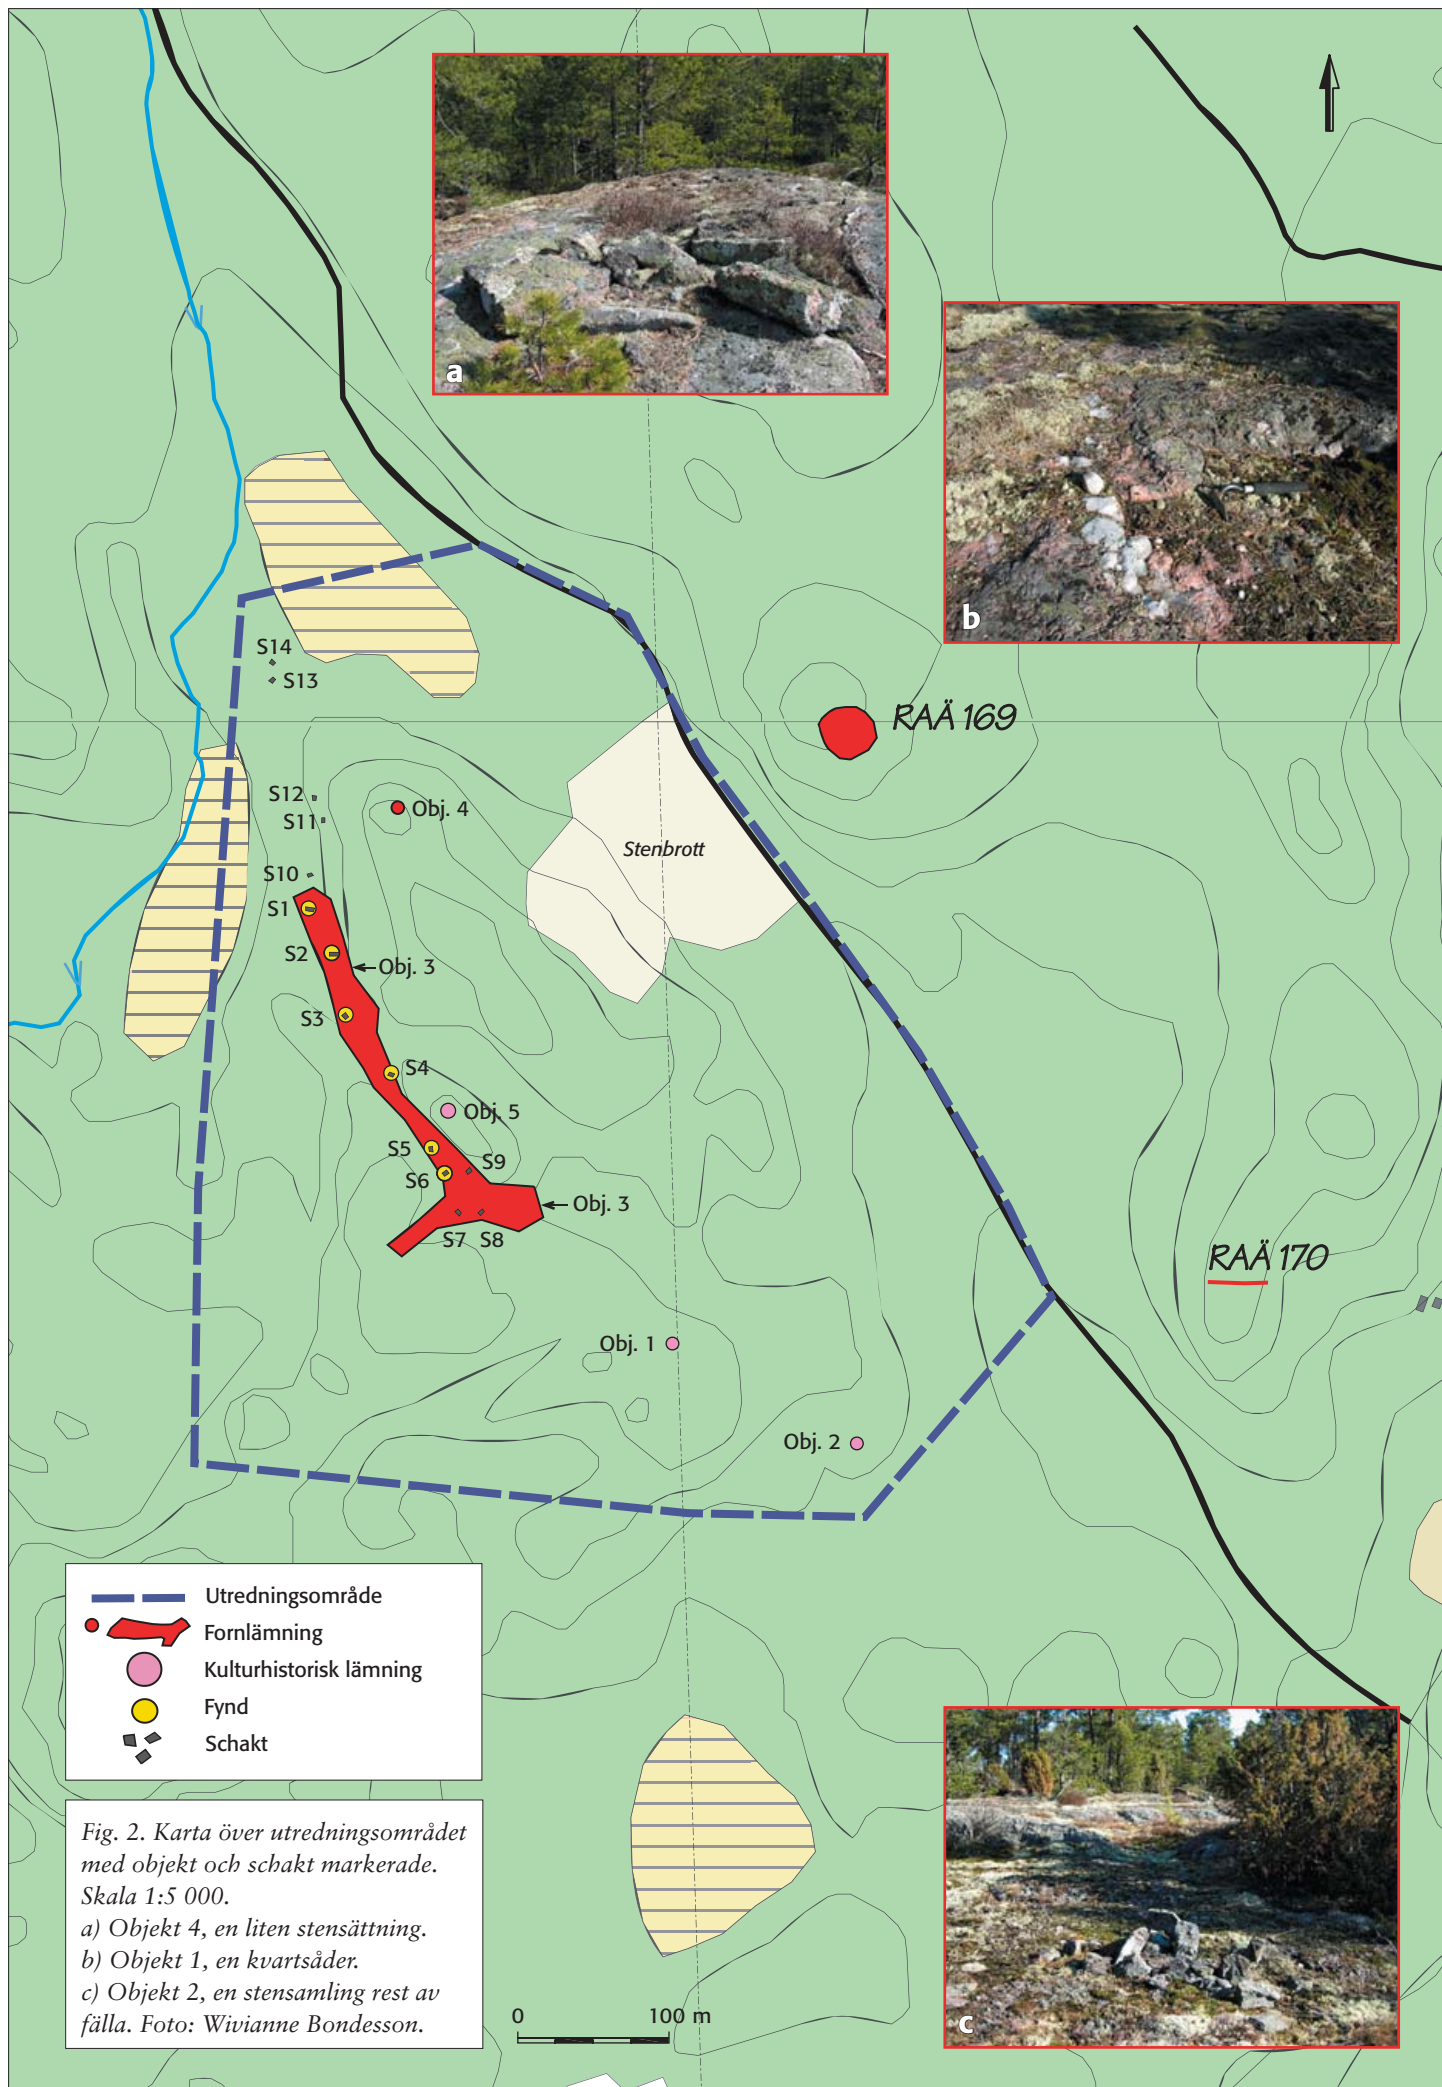 a
b
RAÄ 169
S14
S13
S12
Obj. 4
S11
Stenbrott
S10
S1
S2
Obj. 3
S3
S4
Obj. 5
S5
S9
S6
Obj. 3
S7 S8
RAÄ 170
Obj. 1
Obj. 2
Utredningsområde
Fornlämning
Kulturhistorisk lämning
Fynd
Schakt
Fig. 2. Karta över utredningsområdet
med objekt och schakt markerade.
Skala 1:5 000.
a) Objekt 4, en liten stensättning.
b) Objekt 1, en kvartsåder.
c) Objekt 2, en stensamling rest av
fälla. Foto: Wivianne Bondesson.
0 100 m
c